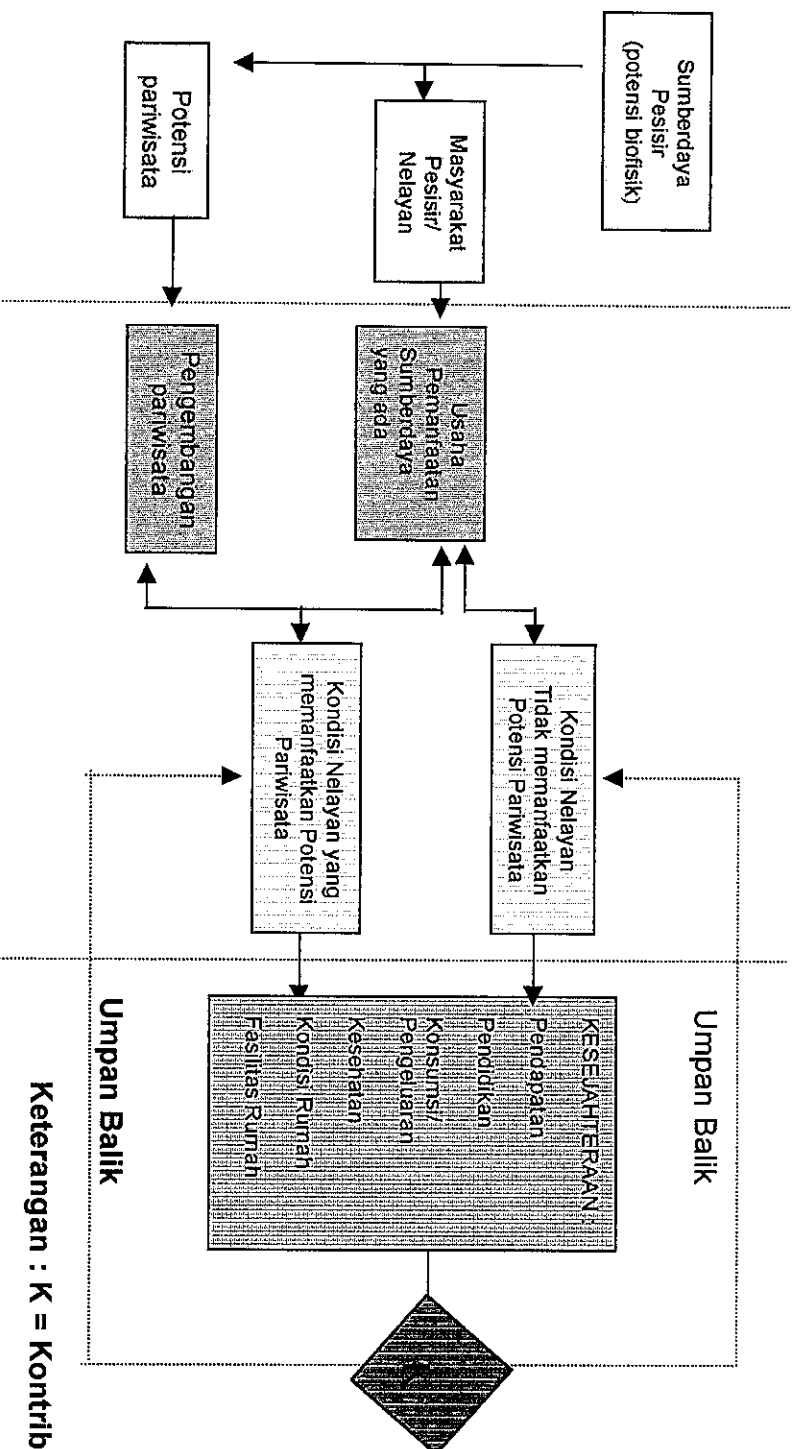 Sumberdaya
Pesisir
(potensi biofisik)
Masyarakat
Pesisir/
Nelayan
Potensi
pariwisata
Usaha
Pemanfaatan
Sumberdaya
yang ada
Pengembangan
pariwisata
Kondisi Nelayan
Tidak memanfaatkan
Potensi Pariwisata
Kondisi Nelayan yang
memanfaatkan Potensi
Pariwisata
Umpan Balik
KESEJAHTERAAN :
Pendapatan
Pendidikan
Konsumsi/
Pengeluaran
Kesehatan
Kondisi Rumah
Fasilitas Rumah
Umpan Balik
Keterangan : K = Kontrib